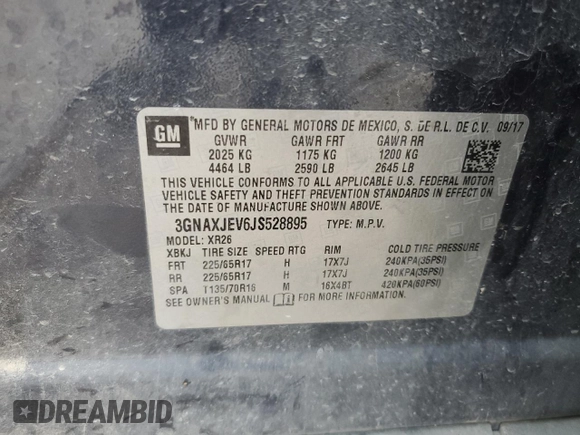 GM
MFD BY GENERAL MOTORS DE MEXICO, S. DE R.L. DE C.V. 09/17
GVWR GAWR FRT GAWR RR
2025 KG 1175 KG 1200 KG
4464 LB 2590 LB 2645 LB
THIS VEHICLE CONFORMS TO ALL APPLICABLE U.S. FEDERAL MOTOR
VEHICLE SAFETY AND THEFT PREVENTION STANDARDS IN EFFECT ON
THE DATE OF MANUFACTURE SHOWN ABOVE.
3GNAXJEV6JS528895 TYPE: M.P.V.
MODEL: XR26
XBKJ TIRE SIZE SPEED RTG RIM COLD TIRE PRESSURE
FRT 225/65R17 H 17X7J 240KPA(35PSI)
RR 225/65R17 H 17X7J 240KPA(35PSI)
SPA T135/70R16 M 16X4BT 420KPA(60PSI)
SEE OWNER'S MANUAL FOR MORE INFORMATION.
DREAMBID